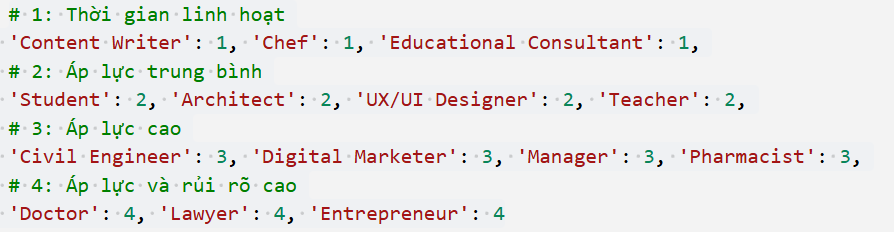 # 1: Thời gian linh hoạt
'Content Writer': 1, 'Chef': 1, 'Educational Consultant': 1,
# 2: Áp lực trung bình
'Student': 2, 'Architect': 2, 'UX/UI Designer': 2, 'Teacher': 2,
# 3: Áp lực cao
'Civil Engineer': 3, 'Digital Marketer': 3, 'Manager': 3, 'Pharmacist': 3,
# 4: Áp lực và rủi rõ cao
'Doctor': 4, 'Lawyer': 4, 'Entrepreneur': 4